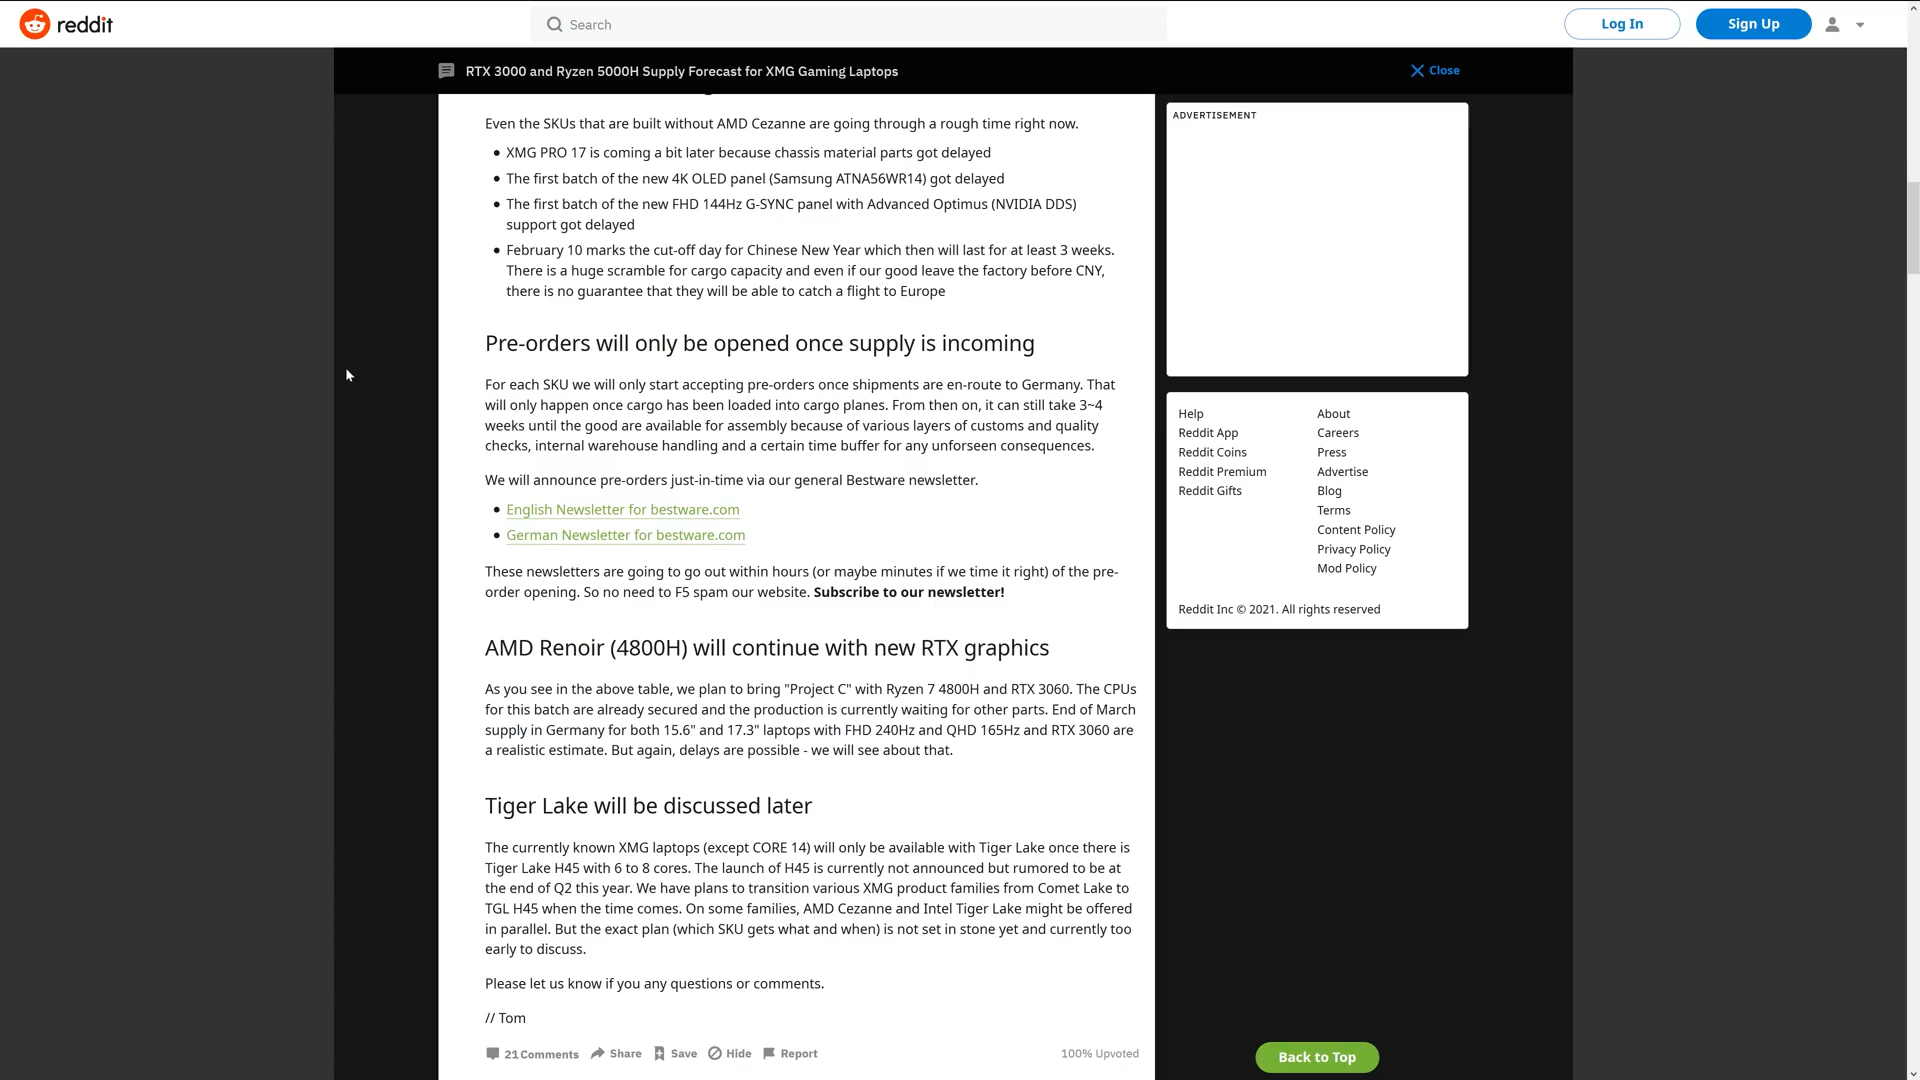 reddit
Search
Log In
Sign Up
RTX 3000 and Ryzen 5000H Supply Forecast for XMG Gaming Laptops
Close
Even the SKUs that are built without AMD Cezanne are going through a rough time right now.
• XMG PRO 17 is coming a bit later because chassis material parts got delayed
• The first batch of the new 4K OLED panel (Samsung ATNA56WR14) got delayed
• The first batch of the new FHD 144Hz G-SYNC panel with Advanced Optimus (NVIDIA DDS)
support got delayed
• February 10 marks the cut-off day for Chinese New Year which then will last for at least 3 weeks.
There is a huge scramble for cargo capacity and even if our good leave the factory before CNY,
there is no guarantee that they will be able to catch a flight to Europe
Pre-orders will only be opened once supply is incoming
For each SKU we will only start accepting pre-orders once shipments are en-route to Germany. That
will only happen once cargo has been loaded into cargo planes. From then on, it can still take 3~4
weeks until the good are available for assembly because of various layers of customs and quality
checks, internal warehouse handling and a certain time buffer for any unforseen consequences.
We will announce pre-orders just-in-time via our general Bestware newsletter.
• English Newsletter for bestware.com
• German Newsletter for bestware.com
These newsletters are going to go out within hours (or maybe minutes if we time it right) of the pre-
order opening. So no need to F5 spam our website. Subscribe to our newsletter!
AMD Renoir (4800H) will continue with new RTX graphics
As you see in the above table, we plan to bring "Project C" with Ryzen 7 4800H and RTX 3060. The CPUs
for this batch are already secured and the production is currently waiting for other parts. End of March
supply in Germany for both 15.6" and 17.3" laptops with FHD 240Hz and QHD 165Hz and RTX 3060 are
a realistic estimate. But again, delays are possible - we will see about that.
Tiger Lake will be discussed later
The currently known XMG laptops (except CORE 14) will only be available with Tiger Lake once there is
Tiger Lake H45 with 6 to 8 cores. The launch of H45 is currently not announced but rumored to be at
the end of Q2 this year. We have plans to transition various XMG product families from Comet Lake to
TGL H45 when the time comes. On some families, AMD Cezanne and Intel Tiger Lake might be offered
in parallel. But the exact plan (which SKU gets what and when) is not set in stone yet and currently too
early to discuss.
Please let us know if you any questions or comments.
// Tom
21 Comments Share Save Hide Report 100% Upvoted
ADVERTISEMENT
Help
Reddit App
Reddit Coins
Reddit Premium
Reddit Gifts
About
Careers
Press
Advertise
Blog
Terms
Content Policy
Privacy Policy
Mod Policy
Reddit Inc © 2021. All rights reserved
Back to Top